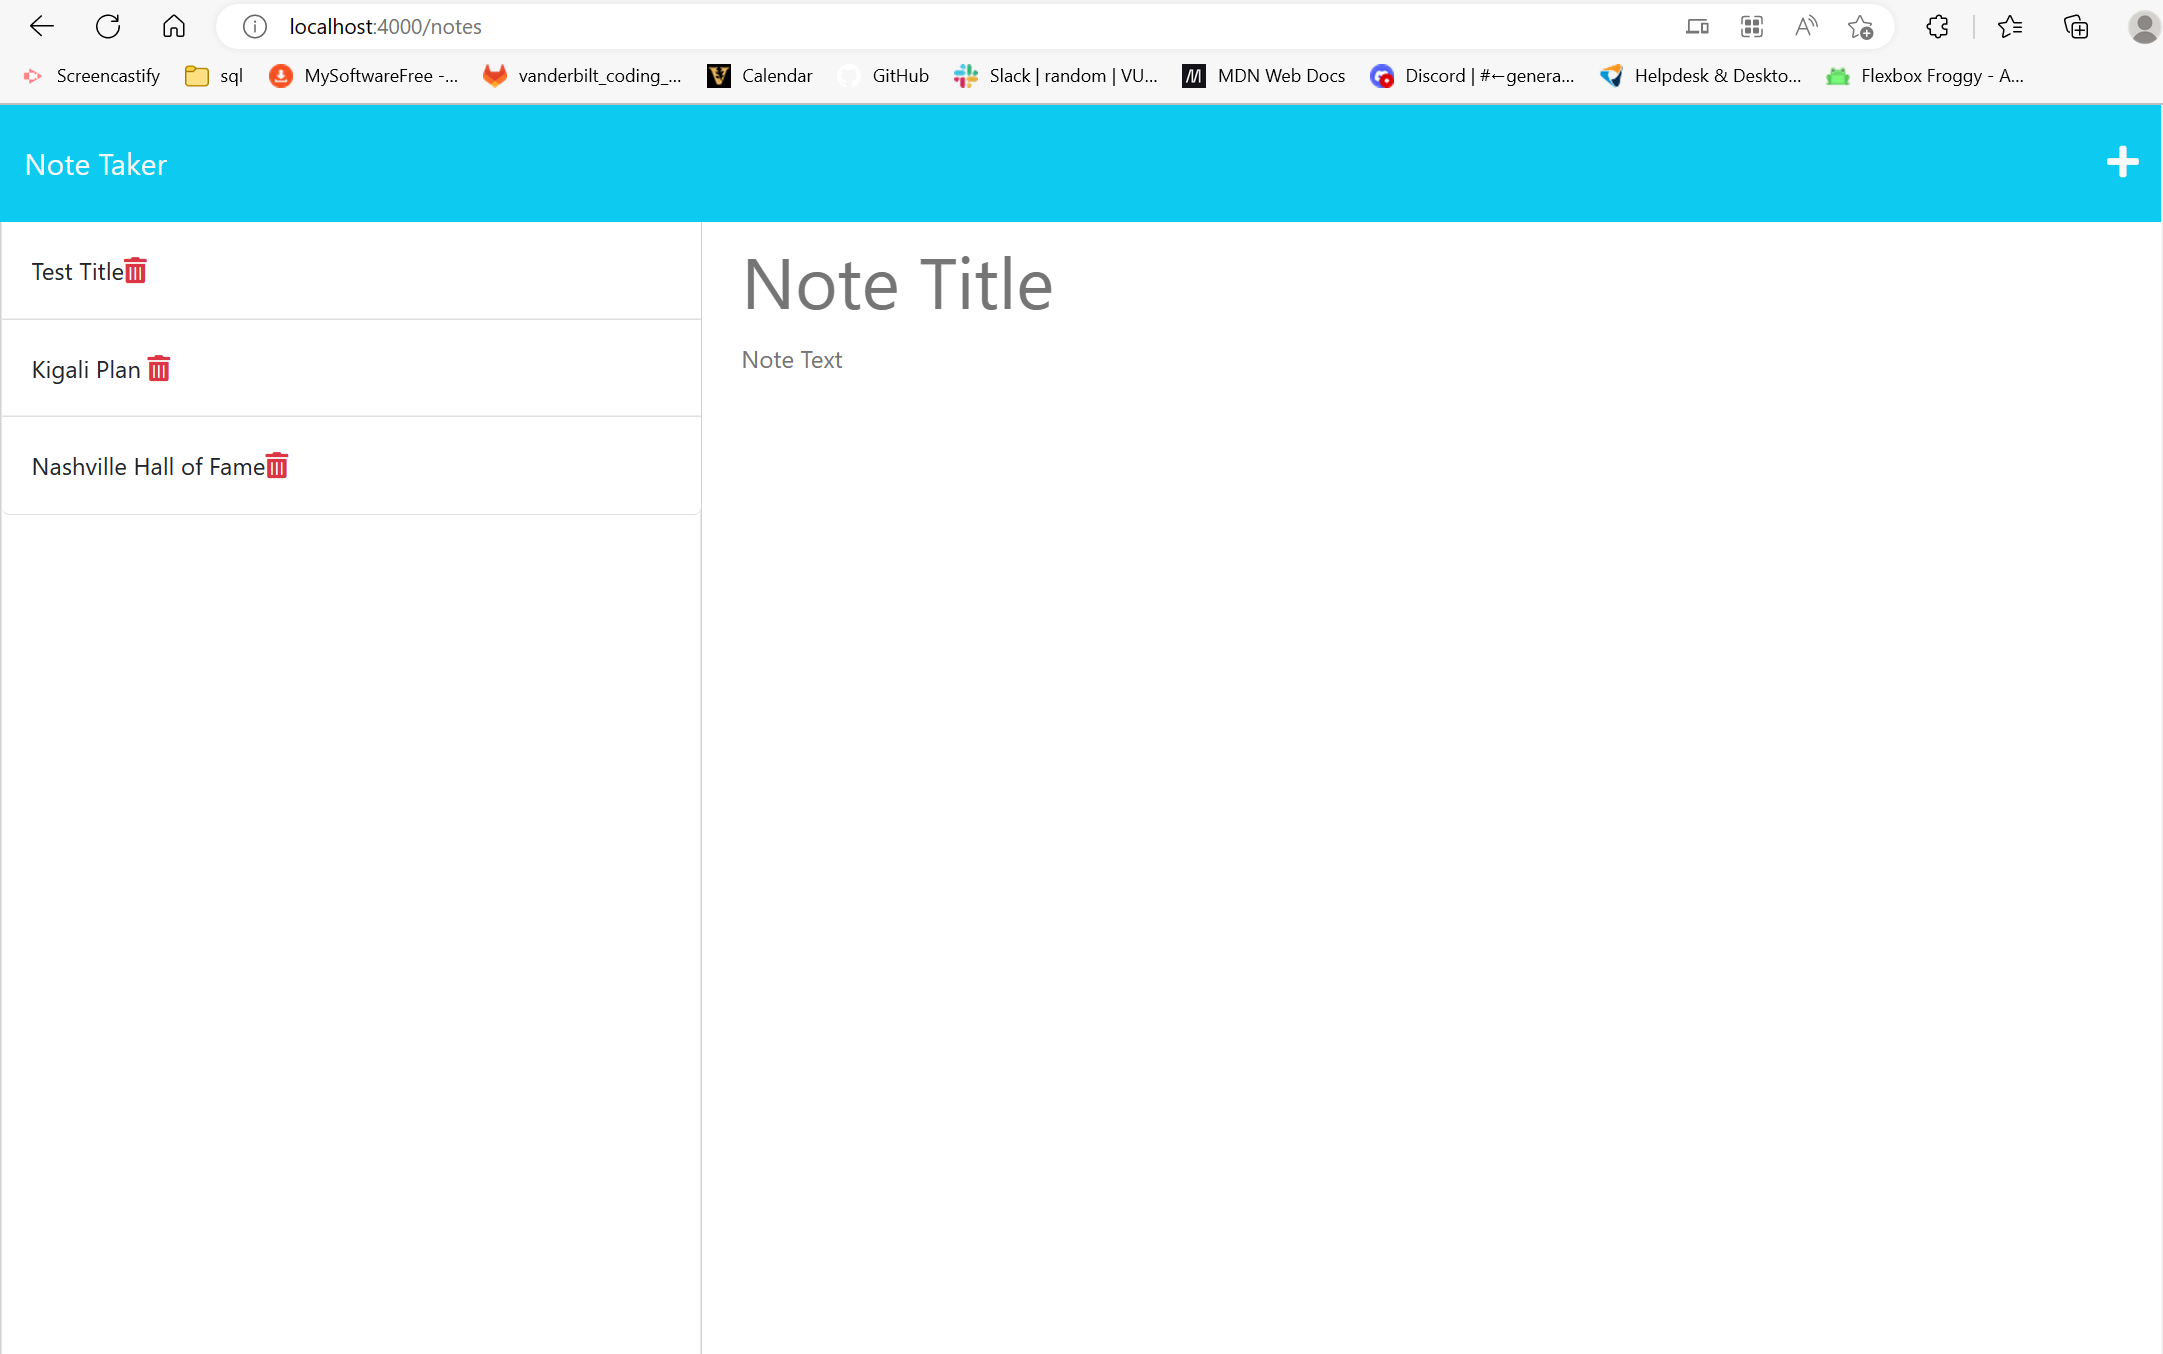 localhost:4000/notes
Screencastify sql MySoftwareFree -... vanderbilt_coding_... Calendar GitHub Slack | random | VU... MDN Web Docs Discord | #←genera... Helpdesk & Deskto... Flexbox Froggy - A...
Note Taker
Test Title
Kigali Plan
Nashville Hall of Fame
Note Title
Note Text